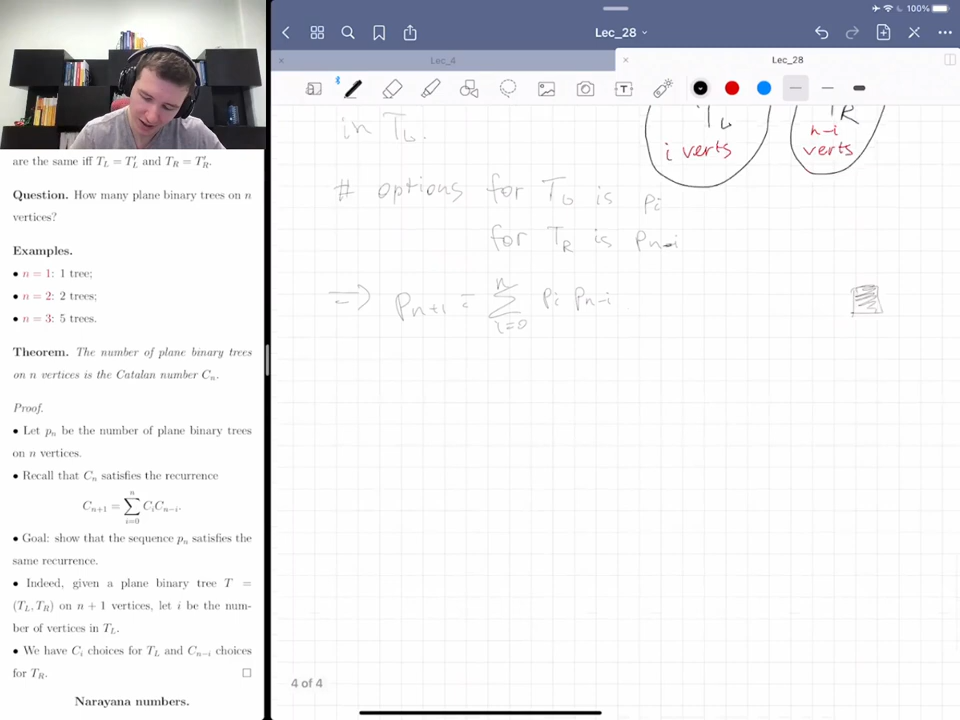 100%
Lec_28
Lec_4
Lec_28
are the same iff T_L = T'_L and T_R = T'_R.
Question. How many plane binary trees on n
vertices?
Examples.
• n = 1: 1 tree;
• n = 2: 2 trees;
• n = 3: 5 trees.
Theorem. The number of plane binary trees
on n vertices is the Catalan number C_n.
Proof.
• Let p_n be the number of plane binary trees
on n vertices.
• Recall that C_n satisfies the recurrence
C_{n+1} = \sum_{i=0}^{n} C_i C_{n-i}.
• Goal: show that the sequence p_n satisfies the
same recurrence.
• Indeed, given a plane binary tree T =
(T_L, T_R) on n + 1 vertices, let i be the num-
ber of vertices in T_L.
• We have C_i choices for T_L and C_{n-i} choices
for T_R. □
Narayana numbers.
in T_L.
T_L
i verts
T_R
n-i
verts
# options for T_L is p_i
for T_R is p_{n-i}
=> p_{n+1} = \sum_{i=0}^{n} p_i p_{n-i}
4 of 4